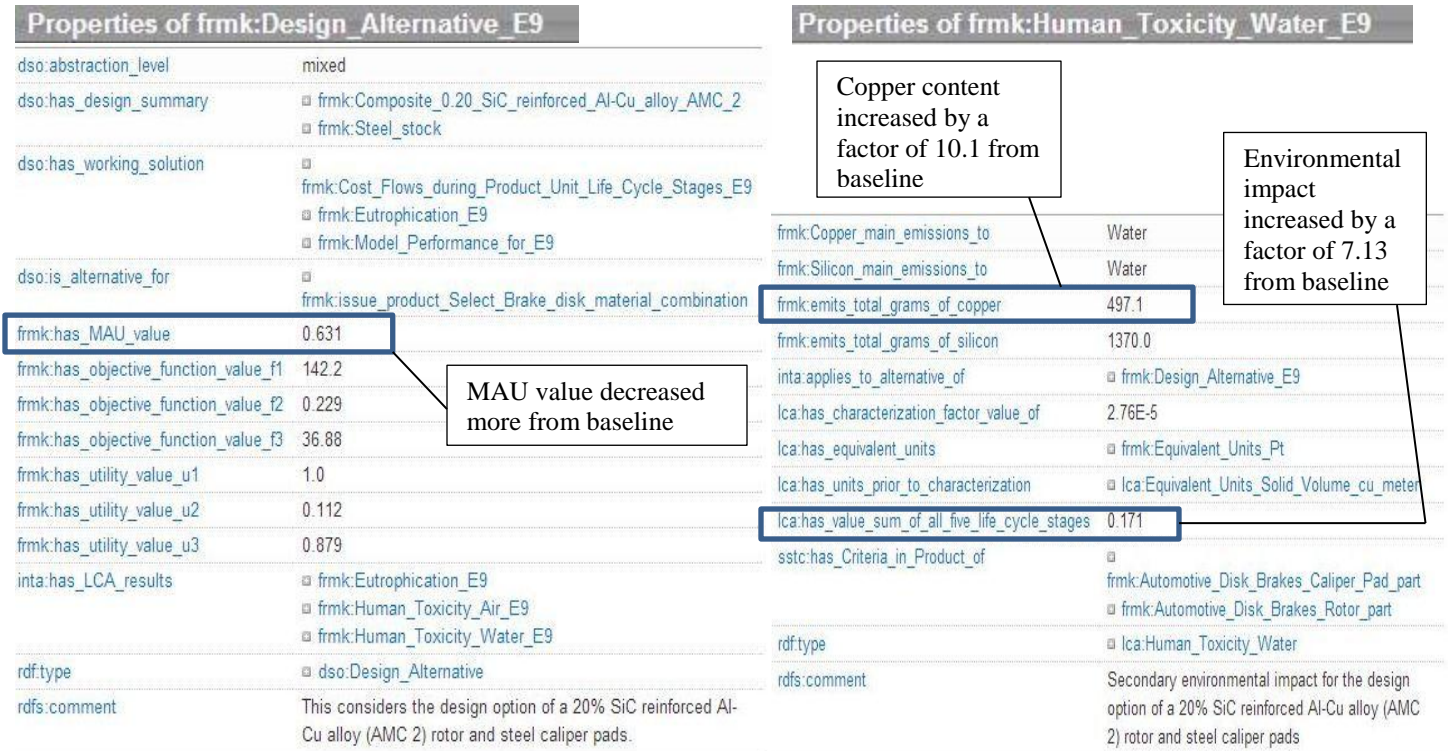 Properties of frmk:Design_Alternative_E9
dso:abstraction_level mixed
dso:has_design_summary frmk:Composite_0.20_SiC_reinforced_Al-Cu_alloy_AMC_2
frmk:Steel_stock
dso:has_working_solution
frmk:Cost_Flows_during_Product_Unit_Life_Cycle_Stages_E9
frmk:Eutrophication_E9
frmk:Model_Performance_for_E9
dso:is_alternative_for
frmk:issue_product_Select_Brake_disk_material_combination
frmk:has_MAU_value 0.631
frmk:has_objective_function_value_f1 142.2
frmk:has_objective_function_value_f2 0.229
frmk:has_objective_function_value_f3 36.88
frmk:has_utility_value_u1 1.0
frmk:has_utility_value_u2 0.112
frmk:has_utility_value_u3 0.879
inta:has_LCA_results frmk:Eutrophication_E9
frmk:Human_Toxicity_Air_E9
frmk:Human_Toxicity_Water_E9
rdf:type dso:Design_Alternative
rdfs:comment This considers the design option of a 20% SiC reinforced Al-
Cu alloy (AMC 2) rotor and steel caliper pads.
MAU value decreased
more from baseline
Properties of frmk:Human_Toxicity_Water_E9
Copper content
increased by a
factor of 10.1 from
baseline
Environmental
impact
increased by a
factor of 7.13
from baseline
frmk:Copper_main_emissions_to Water
frmk:Silicon_main_emissions_to Water
frmk:emits_total_grams_of_copper 497.1
frmk:emits_total_grams_of_silicon 1370.0
inta:applies_to_alternative_of frmk:Design_Alternative_E9
lca:has_characterization_factor_value_of 2.76E-5
lca:has_equivalent_units frmk:Equivalent_Units_Pt
lca:has_units_prior_to_characterization lca:Equivalent_Units_Solid_Volume_cu_meter
lca:has_value_sum_of_all_five_life_cycle_stages 0.171
sstc:has_Criteria_in_Product_of
frmk:Automotive_Disk_Brakes_Caliper_Pad_part
frmk:Automotive_Disk_Brakes_Rotor_part
rdf:type lca:Human_Toxicity_Water
rdfs:comment Secondary environmental impact for the design
option of a 20% SiC reinforced Al-Cu alloy (AMC
2) rotor and steel caliper pads